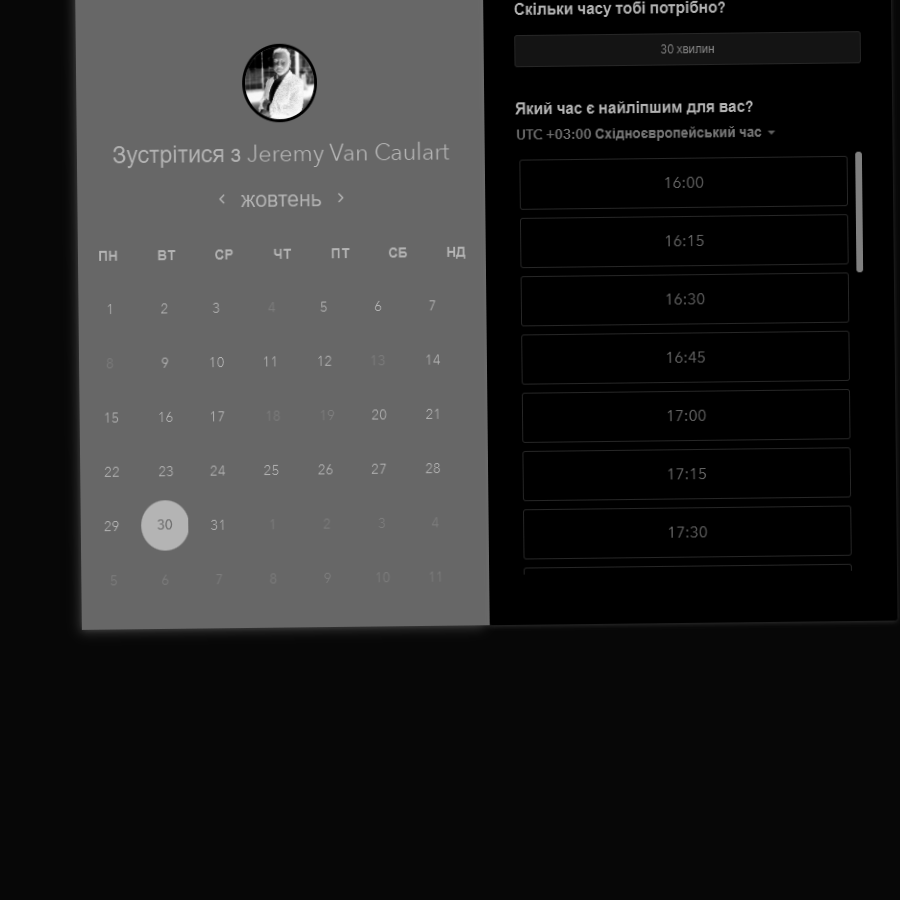 Зустрітися з Jeremy Van Caulart
жовтень
ПН ВТ СР ЧТ ПТ СБ НД
1 2 3 4 5 6 7
8 9 10 11 12 13 14
15 16 17 18 19 20 21
22 23 24 25 26 27 28
29 30 31 1 2 3 4
5 6 7 8 9 10 11
Скільки часу тобі потрібно?
30 хвилин
Який час є найліпшим для вас?
UTC +03:00 Східноєвропейський час
16:00
16:15
16:30
16:45
17:00
17:15
17:30